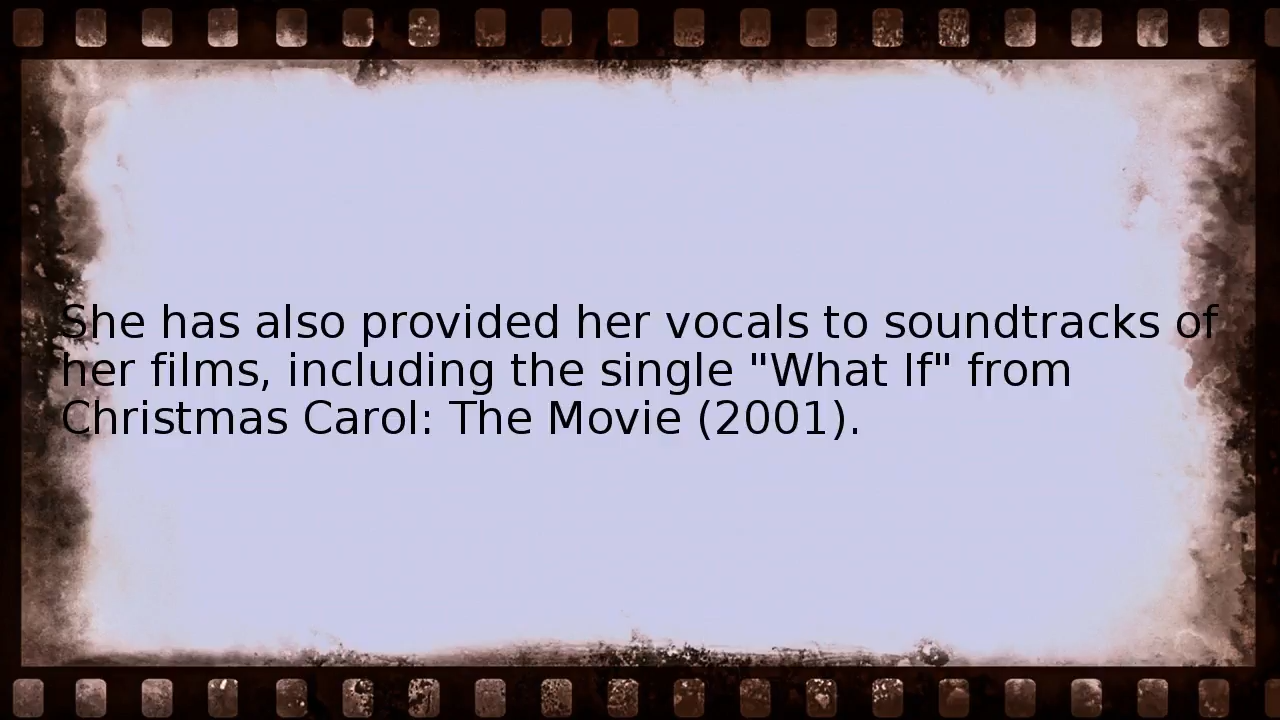 She has also provided her vocals to soundtracks of
her films, including the single "What If" from
Christmas Carol: The Movie (2001).